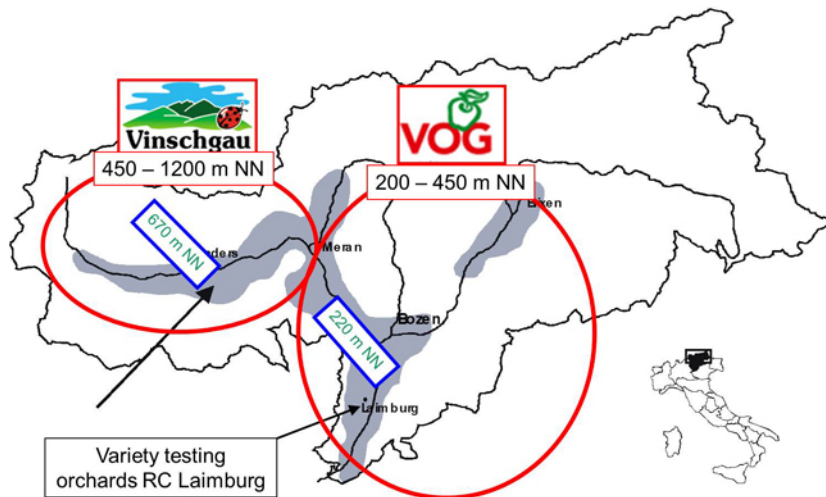 Vinschgau
450 – 1200 m NN
VOG
200 – 450 m NN
670 m NN
Meran
220 m NN
Bozen
Laimburg
Variety testing
orchards RC Laimburg